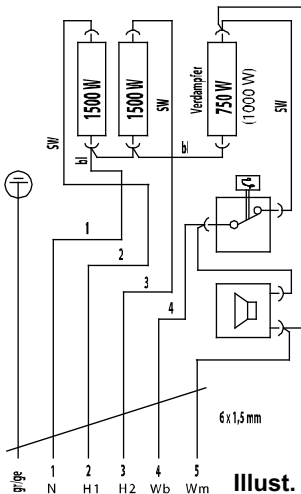 1500 W
1500 W
Verdampfer
750 W
(1000 W)
sw
sw
sw
bl
bl
1
2
3
4
6 x 1,5 mm
gr/ge
1
2
3
4
5
N
H1
H2
Wb
Wm
Illust.